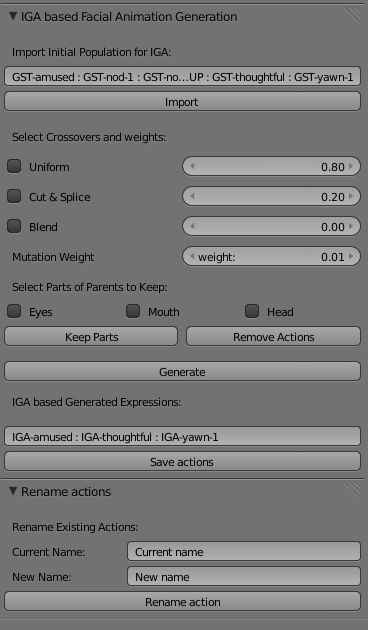 IGA based Facial Animation Generation
Import Initial Population for IGA:
GST-amused : GST-nod-1 : GST-no...UP : GST-thoughtful : GST-yawn-1
Import
Select Crossovers and weights:
Uniform 0.80
Cut & Splice 0.20
Blend 0.00
Mutation Weight weight: 0.01
Select Parts of Parents to Keep:
Eyes Mouth Head
Keep Parts Remove Actions
Generate
IGA based Generated Expressions:
IGA-amused : IGA-thoughtful : IGA-yawn-1
Save actions
Rename actions
Rename Existing Actions:
Current Name: Current name
New Name: New name
Rename action